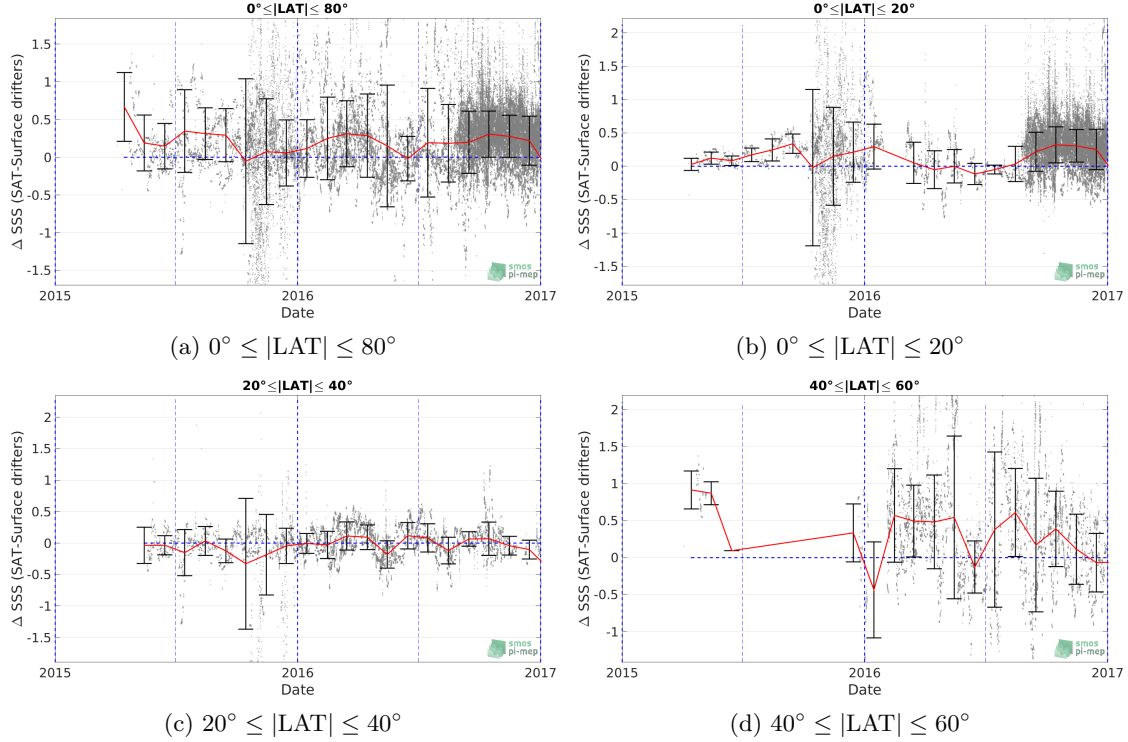 0°≤|LAT|≤ 80°
Δ SSS (SAT-Surface drifters)
1.5
1
0.5
0
-0.5
-1
-1.5
smos
pi-mep
2015 2016 2017
Date
(a) 0° ≤ |LAT| ≤ 80°
0°≤|LAT|≤ 20°
Δ SSS (SAT-Surface drifters)
2
1.5
1
0.5
0
-0.5
-1
-1.5
smos
pi-mep
2015 2016 2017
Date
(b) 0° ≤ |LAT| ≤ 20°
20°≤|LAT|≤ 40°
Δ SSS (SAT-Surface drifters)
2
1.5
1
0.5
0
-0.5
-1
-1.5
smos
pi-mep
2015 2016 2017
Date
(c) 20° ≤ |LAT| ≤ 40°
40°≤|LAT|≤ 60°
Δ SSS (SAT-Surface drifters)
2
1.5
1
0.5
0
-0.5
-1
smos
pi-mep
2015 2016 2017
Date
(d) 40° ≤ |LAT| ≤ 60°